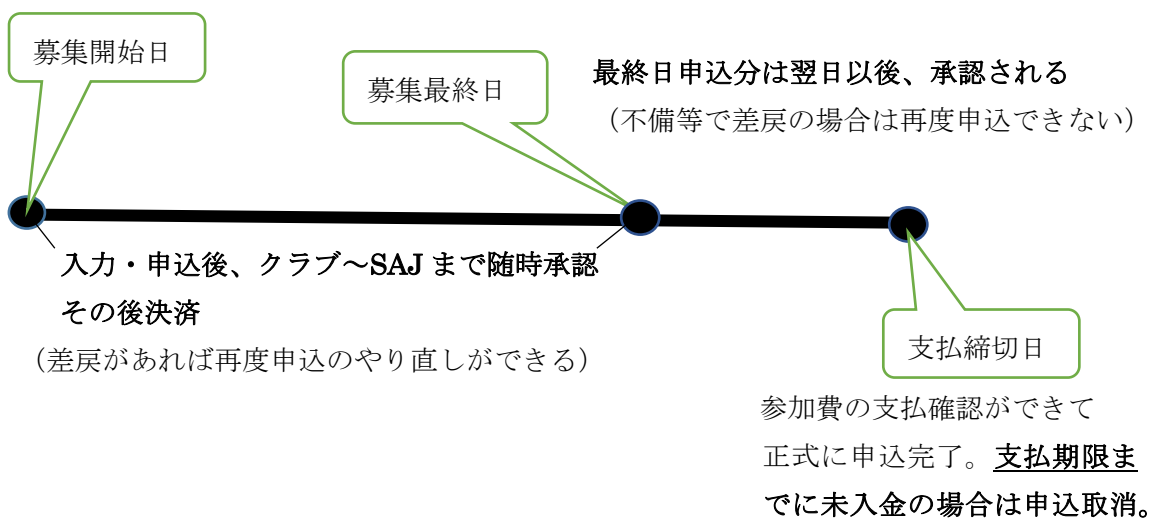 募集開始日
募集最終日
最終日申込分は翌日以後、承認される
（不備等で差戻の場合は再度申込できない）
入力・申込後、クラブ～SAJ まで随時承認
その後決済
（差戻があれば再度申込のやり直しができる）
支払締切日
参加費の支払確認ができて
正式に申込完了。支払期限ま
でに未入金の場合は申込取消。